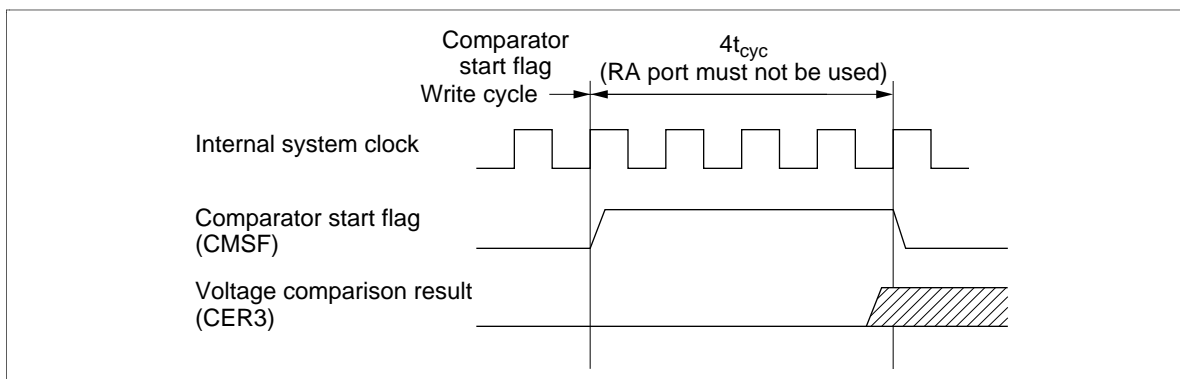 Comparator
start flag
Write cycle
4tcyc
(RA port must not be used)
Internal system clock
Comparator start flag
(CMSF)
Voltage comparison result
(CER3)